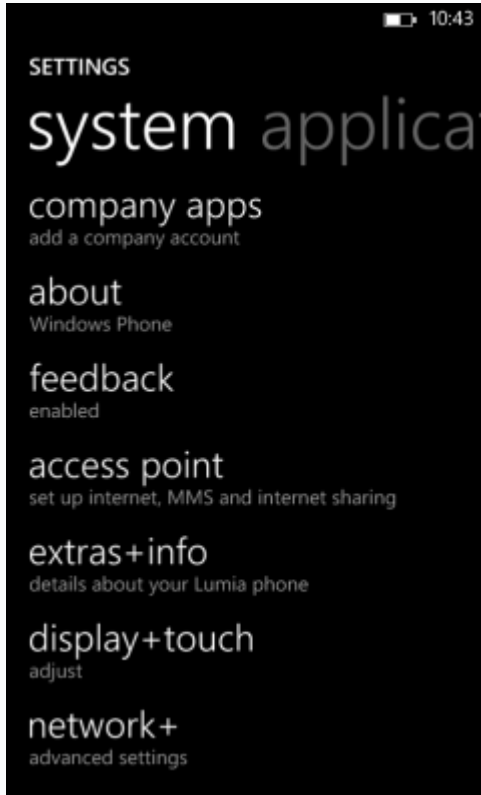 10:43
SETTINGS
system applica
company apps
add a company account
about
Windows Phone
feedback
enabled
access point
set up internet, MMS and internet sharing
extras+info
details about your Lumia phone
display+touch
adjust
network+
advanced settings